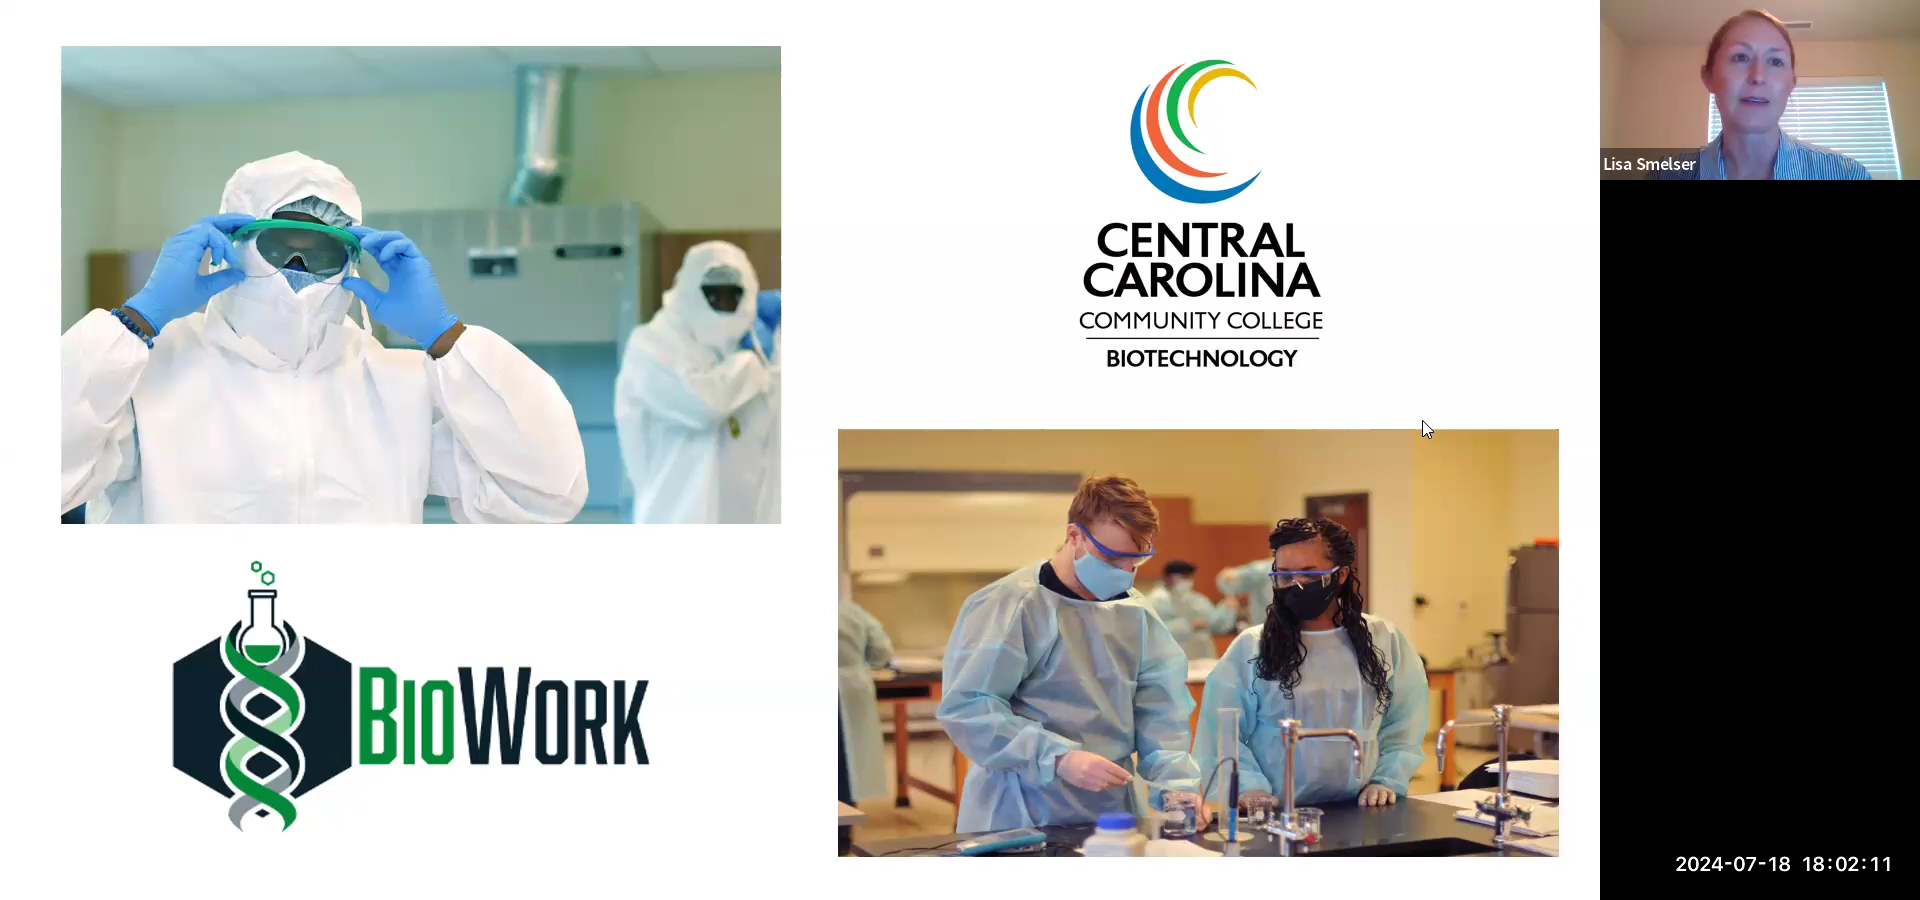 CENTRAL
CAROLINA
COMMUNITY COLLEGE
BIOTECHNOLOGY
BIOWORK
Lisa Smelser
2024-07-18 18:02:11